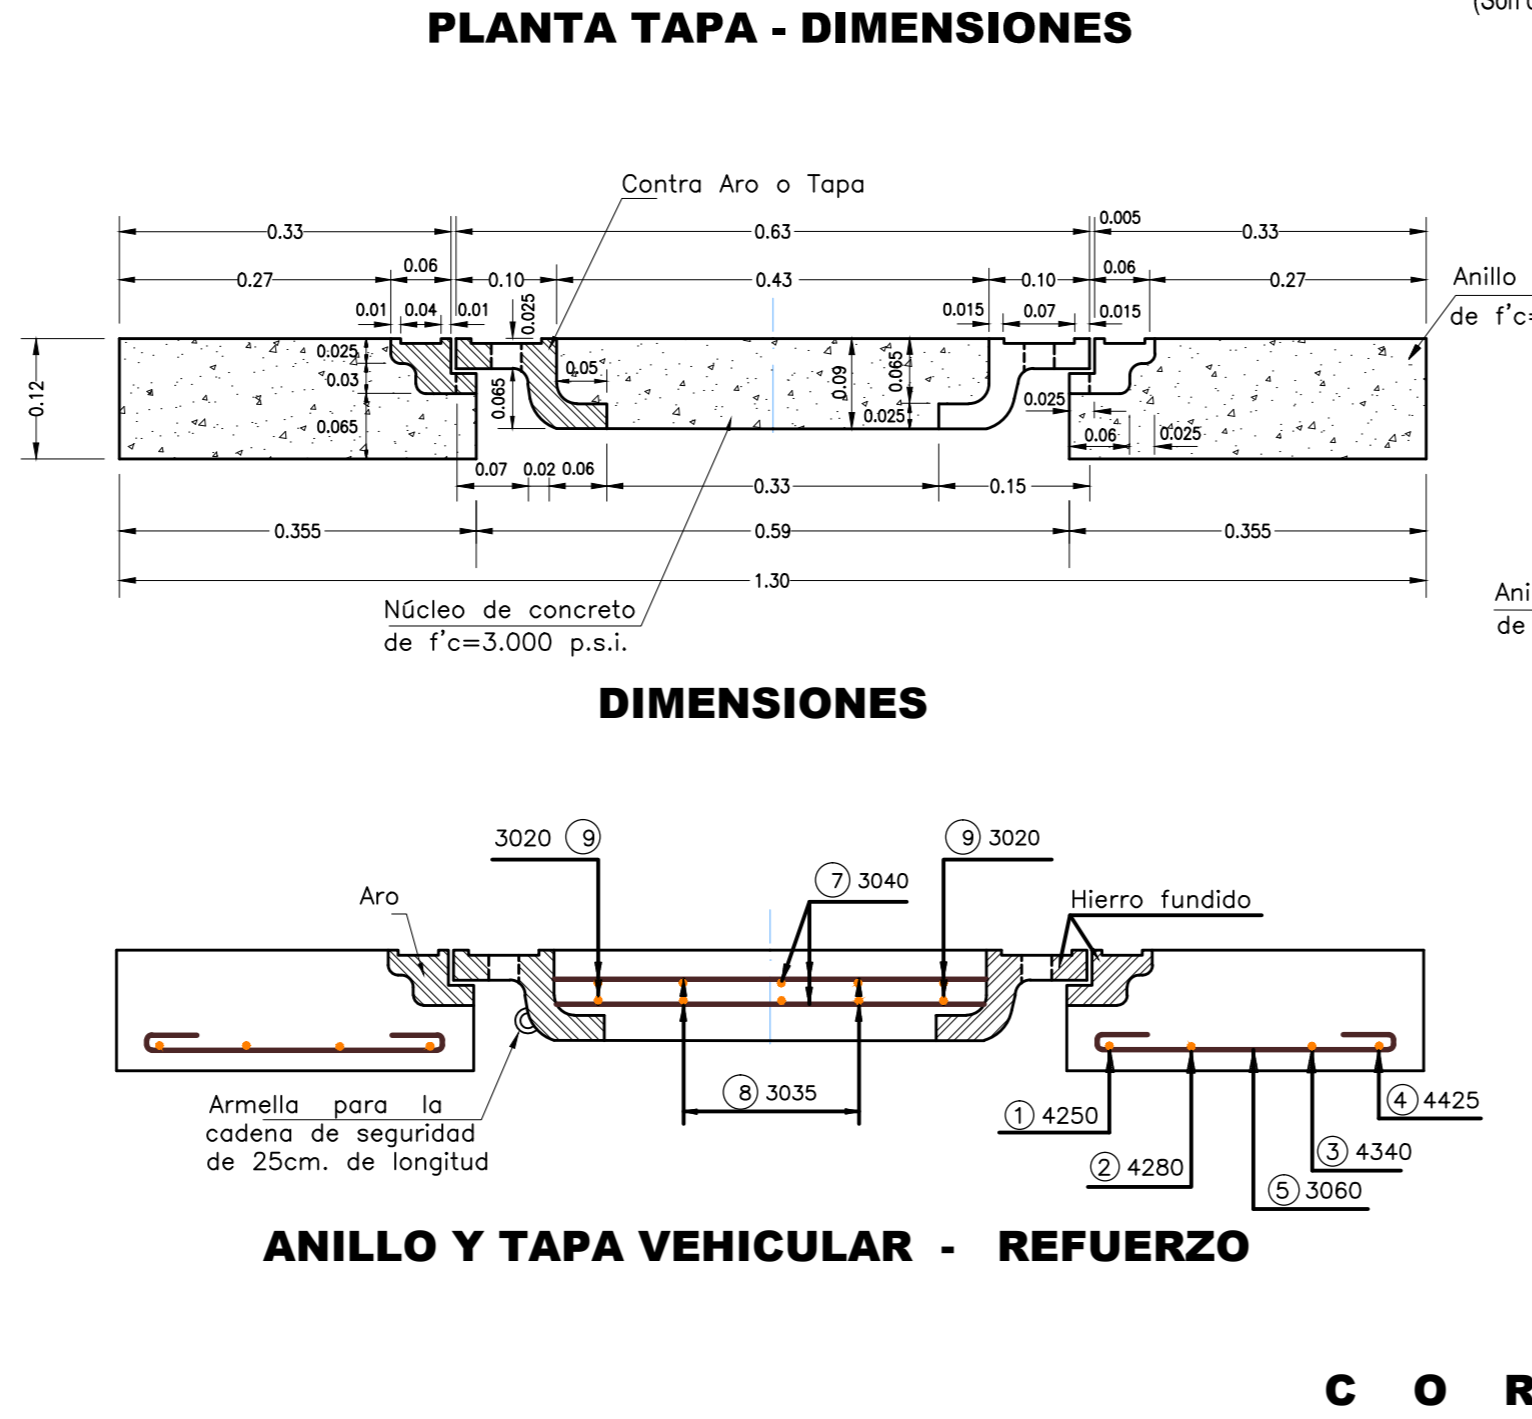 PLANTA TAPA - DIMENSIONES
Contra Aro o Tapa
0.33 0.63 0.005 0.33
0.27 0.06 0.10 0.43 0.10 0.06 0.27
0.01 0.04 0.01 0.025 0.015 0.07 0.015
Anillo
de f'c=
0.12 0.025 0.03 0.065 0.065 0.05 0.09 0.065 0.025 0.025 0.06 0.025
0.07 0.02 0.06 0.33 0.15
0.355 0.59 0.355
1.30
Núcleo de concreto
de f'c=3.000 p.s.i.
Ani
de
DIMENSIONES
3020 9 9 3020
7 3040
Aro
Hierro fundido
8 3035
Armella para la
cadena de seguridad
de 25cm. de longitud
1 4250
4 4425
2 4280
3 4340
5 3060
ANILLO Y TAPA VEHICULAR - REFUERZO
C O R